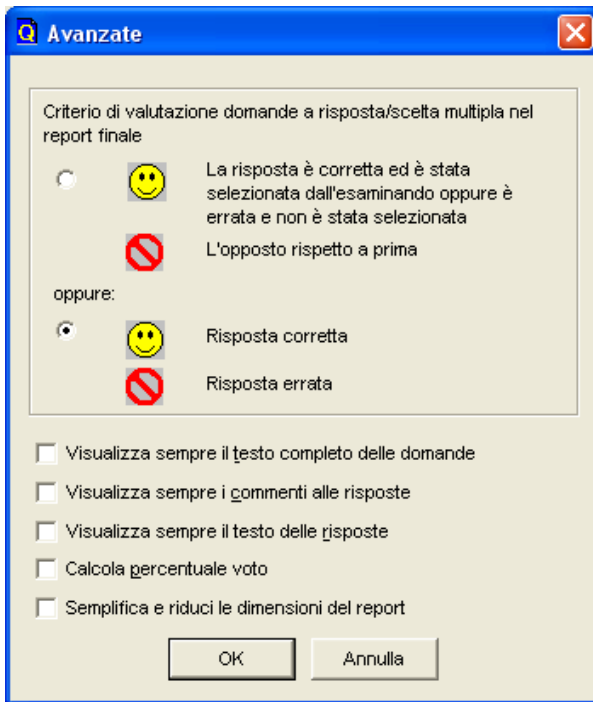 Avanzate
Criterio di valutazione domande a risposta/scelta multipla nel
report finale
La risposta è corretta ed è stata
selezionata dall'esaminando oppure è
errata e non è stata selezionata
L'opposto rispetto a prima
oppure:
Risposta corretta
Risposta errata
Visualizza sempre il testo completo delle domande
Visualizza sempre i commenti alle risposte
Visualizza sempre il testo delle risposte
Calcola percentuale voto
Semplifica e riduci le dimensioni del report
OK
Annulla